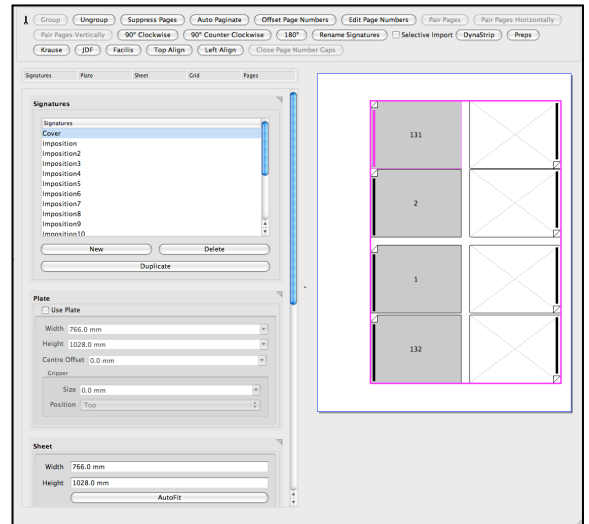 Group Ungroup Suppress Pages Auto Paginate Offset Page Numbers Edit Page Numbers Pair Pages Pair Pages Horizontally
Pair Pages Vertically 90° Clockwise 90° Counter Clockwise 180° Rename Signatures Selective Import DynaStrip Preps
Krause JDF Facilis Top Align Left Align Close Page Number Gaps
Signatures Plate Sheet Grid Pages
Signatures
Signatures
Cover
Imposition
Imposition2
Imposition3
Imposition4
Imposition5
Imposition6
Imposition7
Imposition8
Imposition9
Imposition10
New Delete
Duplicate
Plate
Use Plate
Width 766.0 mm
Height 1028.0 mm
Centre Offset 0.0 mm
Gripper
Size 0.0 mm
Position Top
Sheet
Width 766.0 mm
Height 1028.0 mm
AutoFit
131
2
1
132